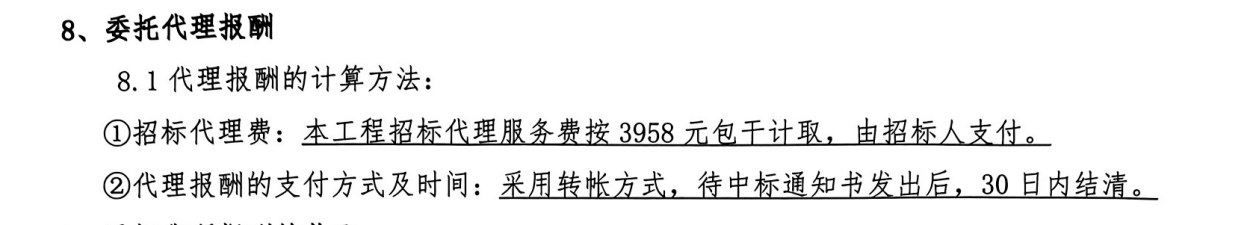 8、委托代理报酬
8.1 代理报酬的计算方法：
①招标代理费：本工程招标代理服务费按 3958 元包干计取，由招标人支付。
②代理报酬的支付方式及时间：采用转帐方式，待中标通知书发出后，30 日内结清。